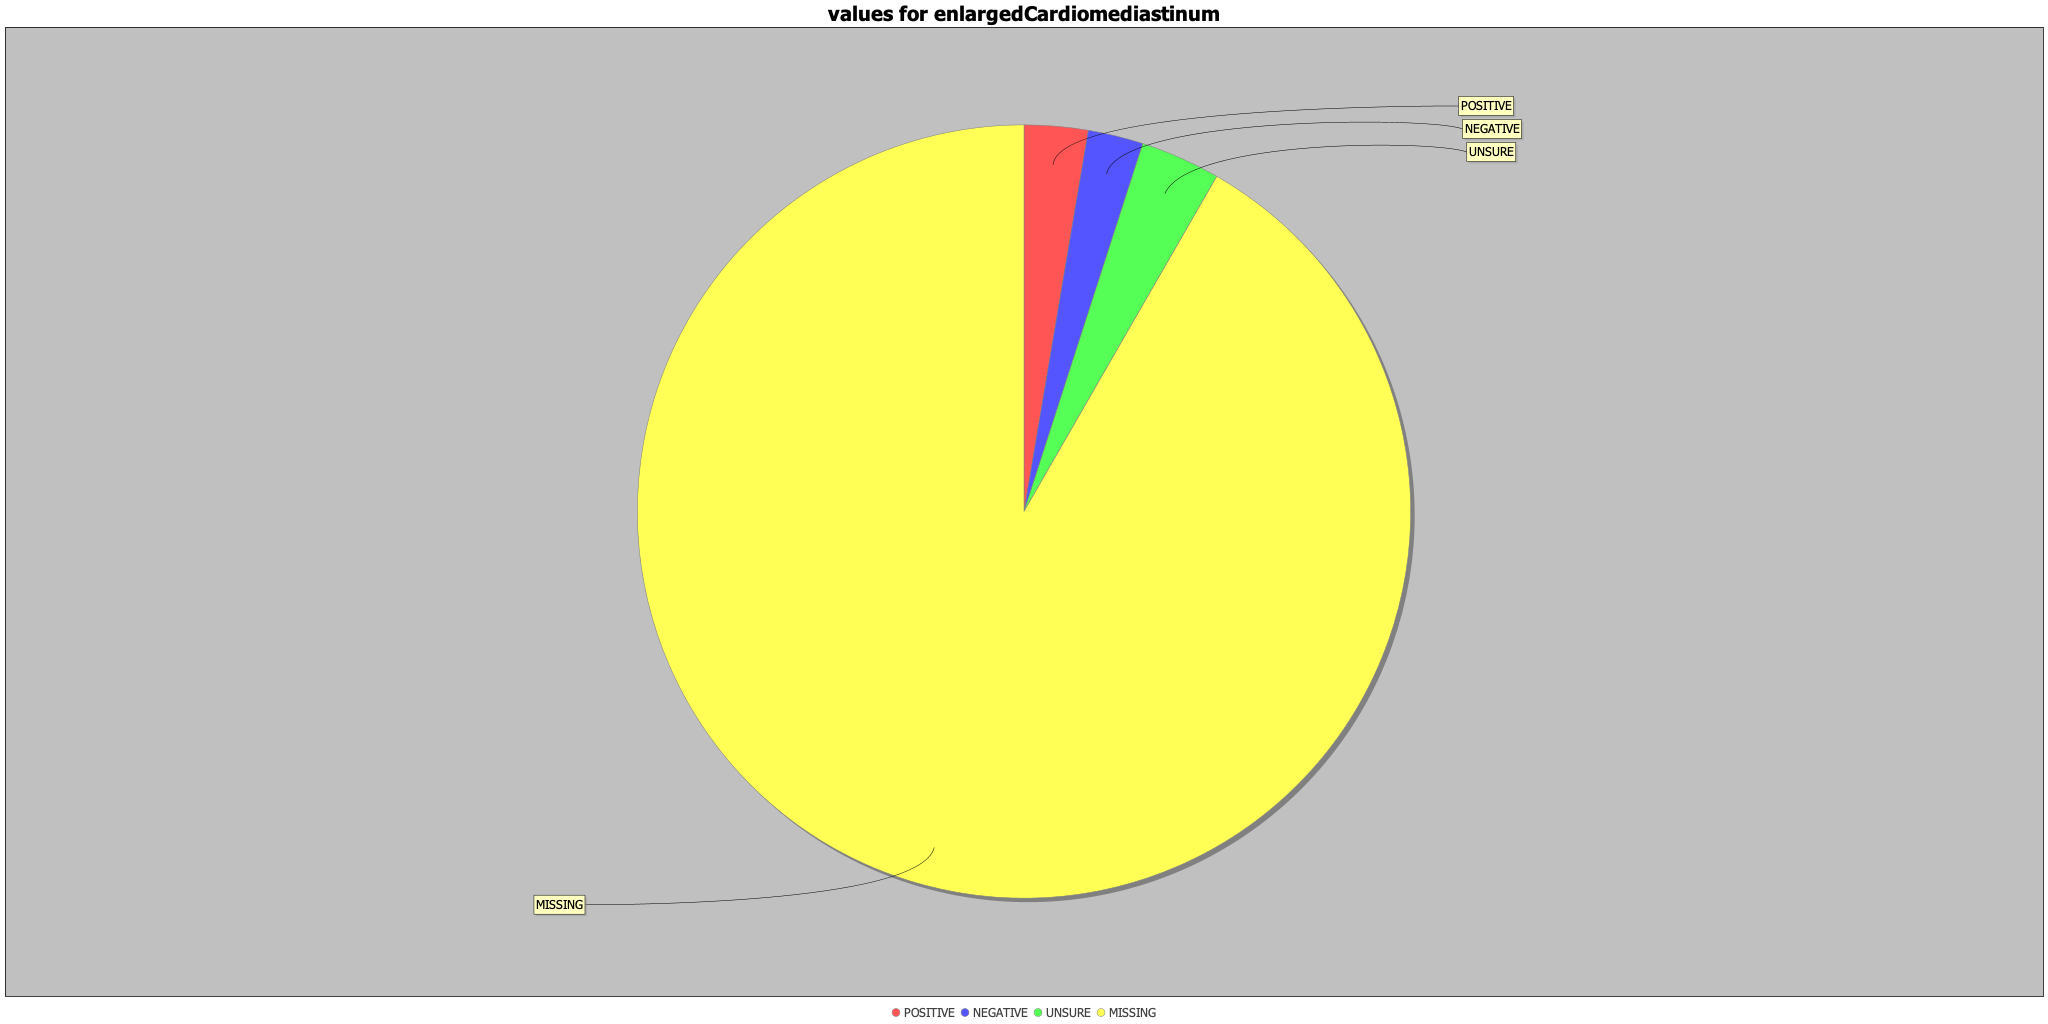 values for enlargedCardiomediastinum
POSITIVE
NEGATIVE
UNSURE
MISSING
POSITIVE NEGATIVE UNSURE MISSING